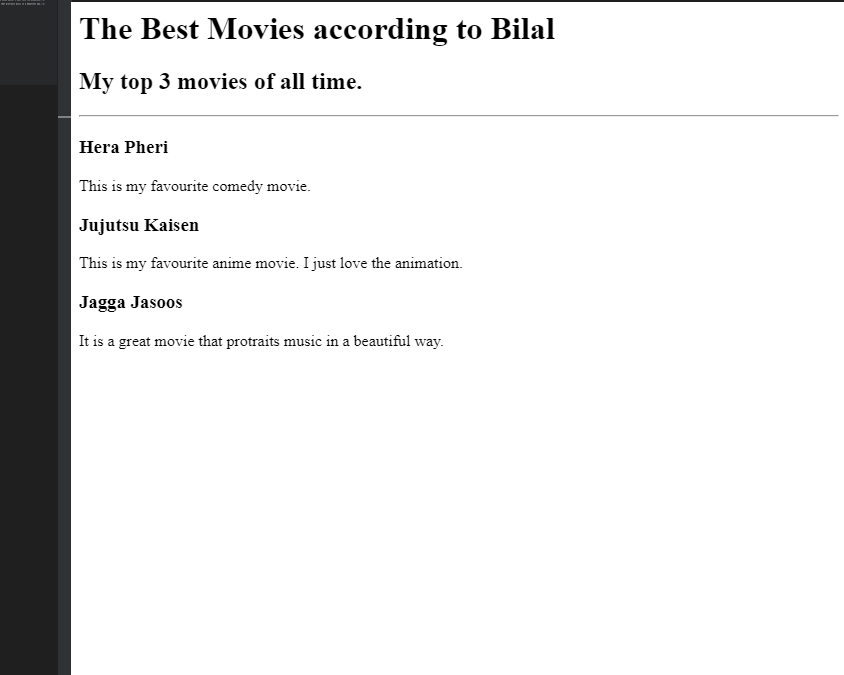 The Best Movies according to Bilal
My top 3 movies of all time.
Hera Pheri
This is my favourite comedy movie.
Jujutsu Kaisen
This is my favourite anime movie. I just love the animation.
Jagga Jasoos
It is a great movie that protraits music in a beautiful way.